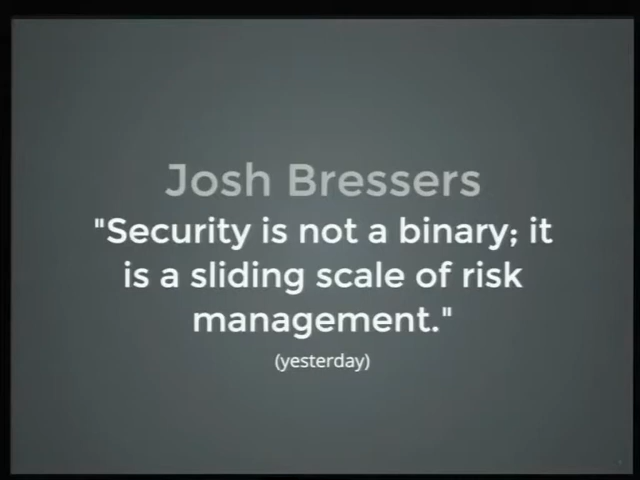 Josh Bressers
"Security is not a binary; it
is a sliding scale of risk
management."
(yesterday)